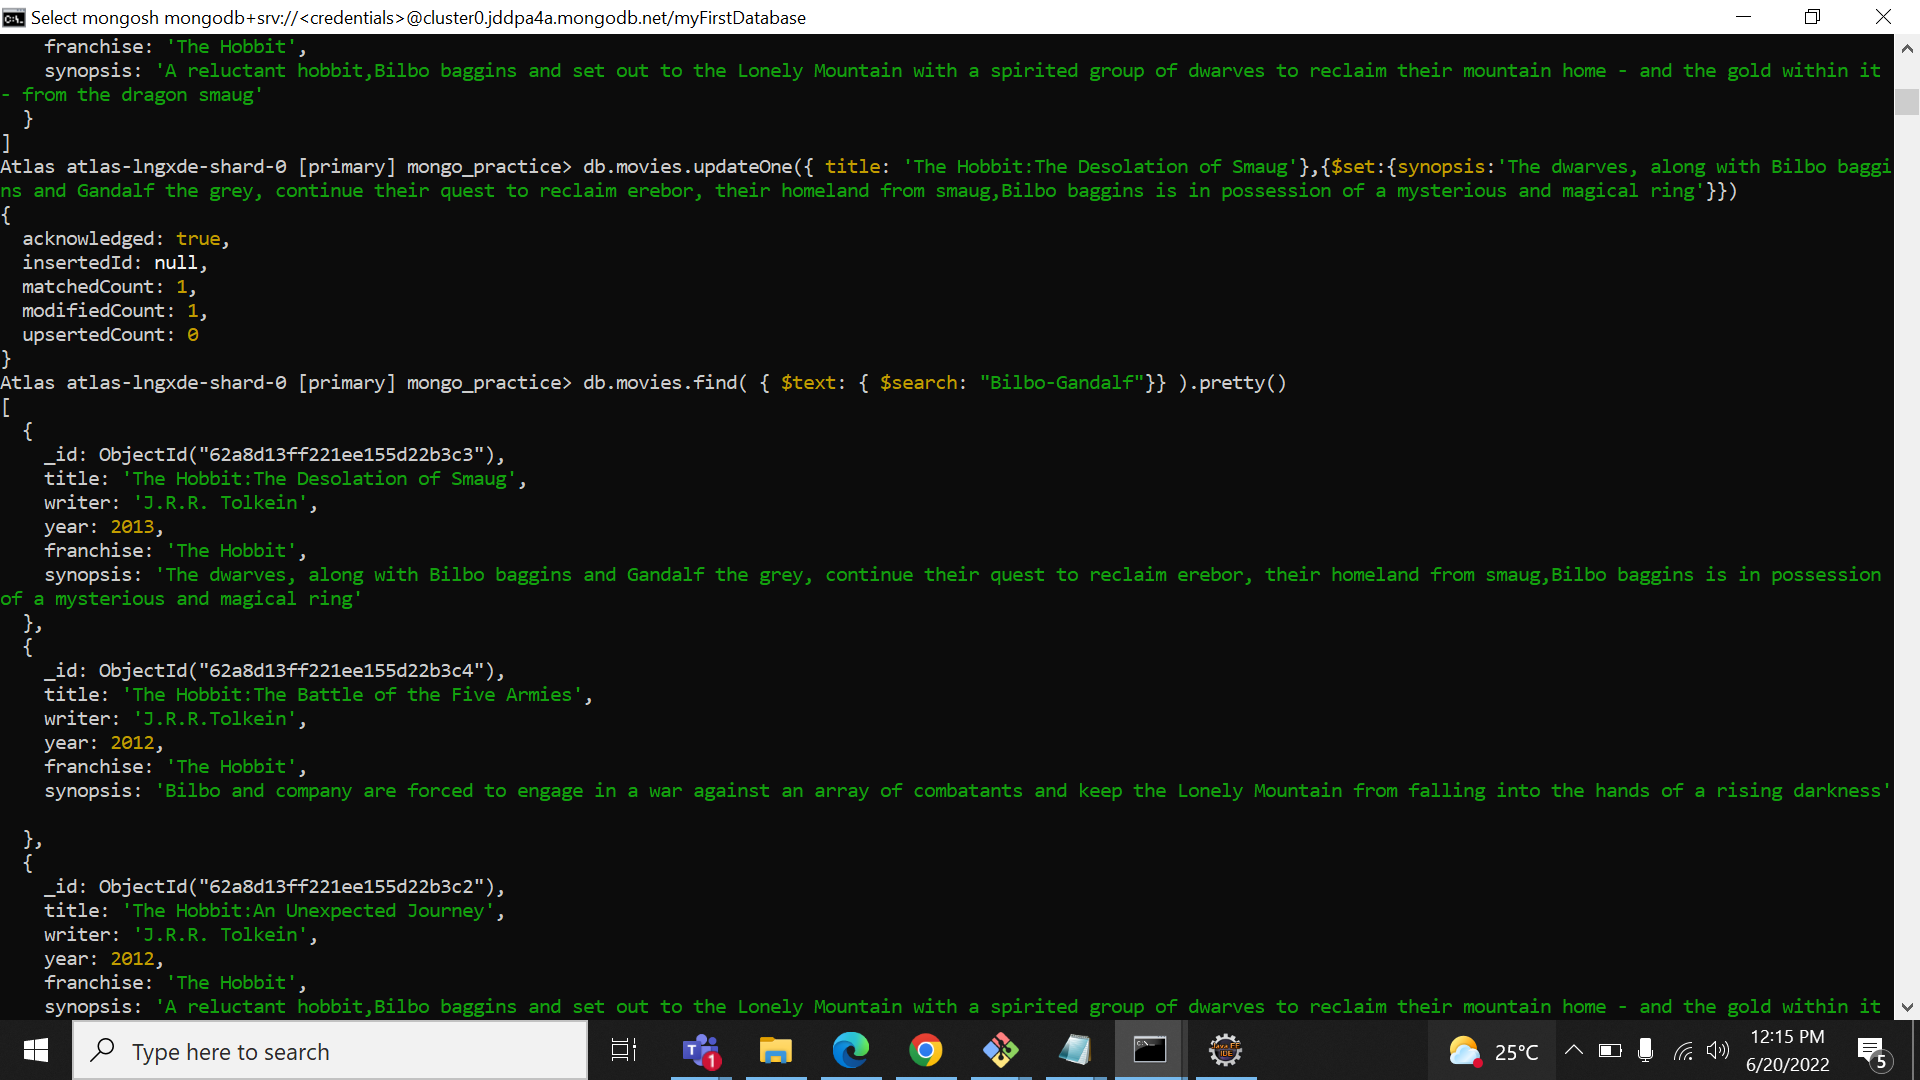 Select mongosh mongodb+srv://<credentials>@cluster0.jddpa4a.mongodb.net/myFirstDatabase
franchise: 'The Hobbit',
synopsis: 'A reluctant hobbit,Bilbo baggins and set out to the Lonely Mountain with a spirited group of dwarves to reclaim their mountain home - and the gold within it
- from the dragon smaug'
}
]
Atlas atlas-lngxde-shard-0 [primary] mongo_practice> db.movies.updateOne({ title: 'The Hobbit:The Desolation of Smaug'},{$set:{synopsis:'The dwarves, along with Bilbo baggi
ns and Gandalf the grey, continue their quest to reclaim erebor, their homeland from smaug,Bilbo baggins is in possession of a mysterious and magical ring'}})
{
acknowledged: true,
insertedId: null,
matchedCount: 1,
modifiedCount: 1,
upsertedCount: 0
}
Atlas atlas-lngxde-shard-0 [primary] mongo_practice> db.movies.find( { $text: { $search: "Bilbo-Gandalf"}} ).pretty()
[
{
_id: ObjectId("62a8d13ff221ee155d22b3c3"),
title: 'The Hobbit:The Desolation of Smaug',
writer: 'J.R.R. Tolkein',
year: 2013,
franchise: 'The Hobbit',
synopsis: 'The dwarves, along with Bilbo baggins and Gandalf the grey, continue their quest to reclaim erebor, their homeland from smaug,Bilbo baggins is in possession
of a mysterious and magical ring'
},
{
_id: ObjectId("62a8d13ff221ee155d22b3c4"),
title: 'The Hobbit:The Battle of the Five Armies',
writer: 'J.R.R.Tolkein',
year: 2012,
franchise: 'The Hobbit',
synopsis: 'Bilbo and company are forced to engage in a war against an array of combatants and keep the Lonely Mountain from falling into the hands of a rising darkness'
},
{
_id: ObjectId("62a8d13ff221ee155d22b3c2"),
title: 'The Hobbit:An Unexpected Journey',
writer: 'J.R.R. Tolkein',
year: 2012,
franchise: 'The Hobbit',
synopsis: 'A reluctant hobbit,Bilbo baggins and set out to the Lonely Mountain with a spirited group of dwarves to reclaim their mountain home - and the gold within it
Type here to search
T
1
Java EE
IDE
25°C
12:15 PM
6/20/2022
5